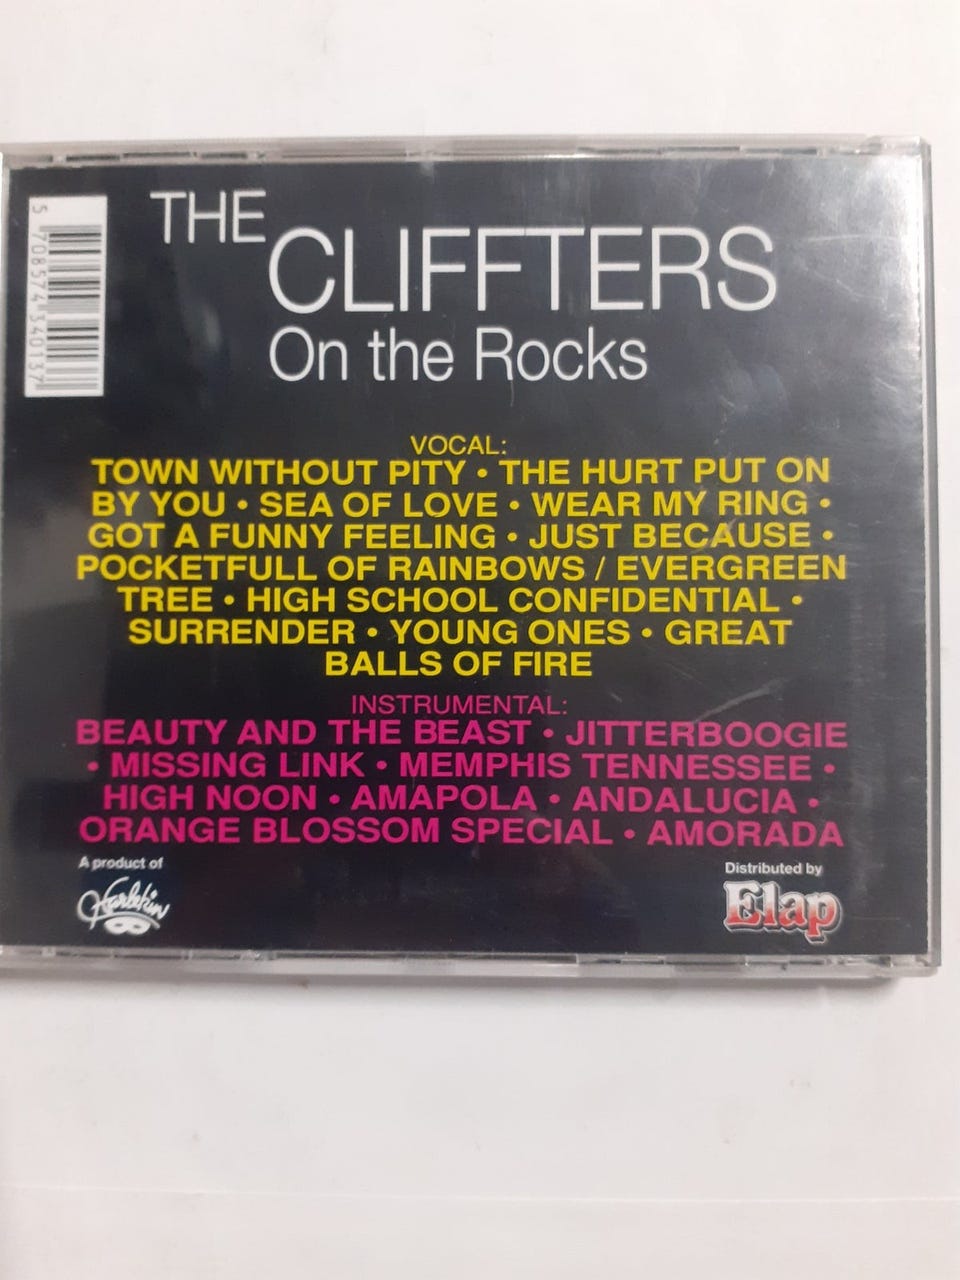 5 708574 340137
THE
CLIFFTERS
On the Rocks
VOCAL:
TOWN WITHOUT PITY • THE HURT PUT ON
BY YOU • SEA OF LOVE • WEAR MY RING •
GOT A FUNNY FEELING • JUST BECAUSE •
POCKETFULL OF RAINBOWS / EVERGREEN
TREE • HIGH SCHOOL CONFIDENTIAL •
SURRENDER • YOUNG ONES • GREAT
BALLS OF FIRE
INSTRUMENTAL:
BEAUTY AND THE BEAST • JITTERBOOGIE
• MISSING LINK • MEMPHIS TENNESSEE •
HIGH NOON • AMAPOLA • ANDALUCIA •
ORANGE BLOSSOM SPECIAL • AMORADA
A product of
Harlekin
Distributed by
Elap